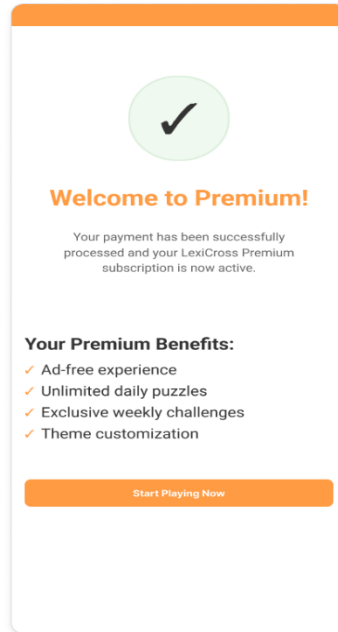 Welcome to Premium!
Your payment has been successfully
processed and your LexiCross Premium
subscription is now active.
Your Premium Benefits:
✓ Ad-free experience
✓ Unlimited daily puzzles
✓ Exclusive weekly challenges
✓ Theme customization
Start Playing Now